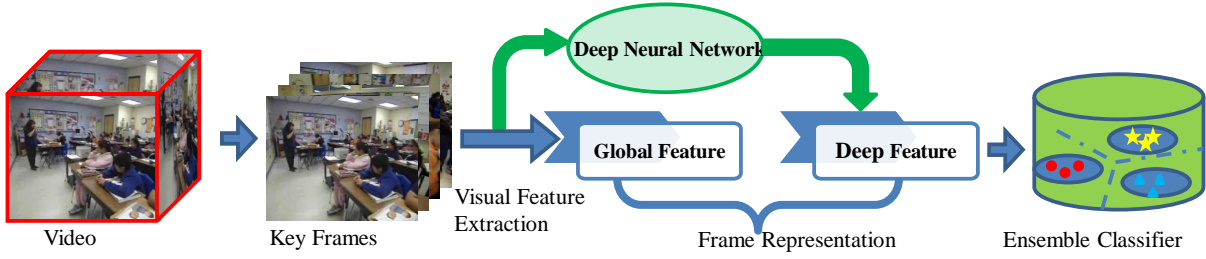 Deep Neural Network
Global Feature
Deep Feature
Visual Feature
Extraction
Video
Key Frames
Frame Representation
Ensemble Classifier